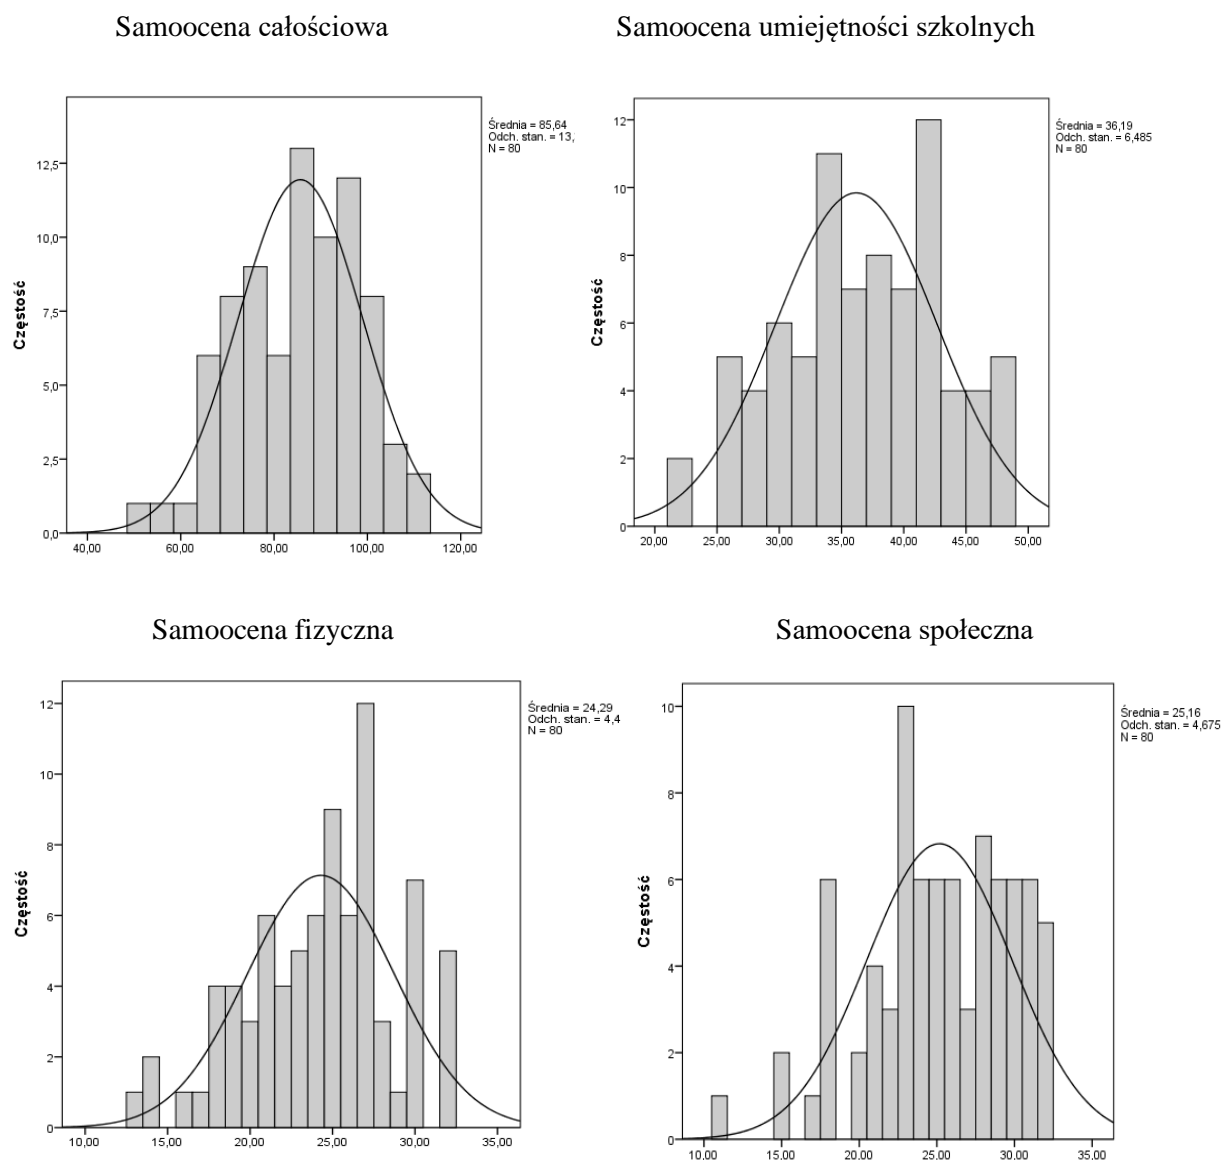 Samoocena całościowa
Samoocena umiejętności szkolnych
Średnia = 85,64
Odch. stan. = 13,
N = 80
12,5
10,0
7,5
5,0
2,5
0,0
Częstość
40,00 60,00 80,00 100,00 120,00
Średnia = 36,19
Odch. stan. = 6,485
N = 80
12
10
8
6
4
2
0
Częstość
20,00 25,00 30,00 35,00 40,00 45,00 50,00
Samoocena fizyczna
Samoocena społeczna
Średnia = 24,29
Odch. stan. = 4,4
N = 80
12
10
8
6
4
2
0
Częstość
10,00 15,00 20,00 25,00 30,00 35,00
Średnia = 25,16
Odch. stan. = 4,675
N = 80
10
8
6
4
2
0
Częstość
10,00 15,00 20,00 25,00 30,00 35,00